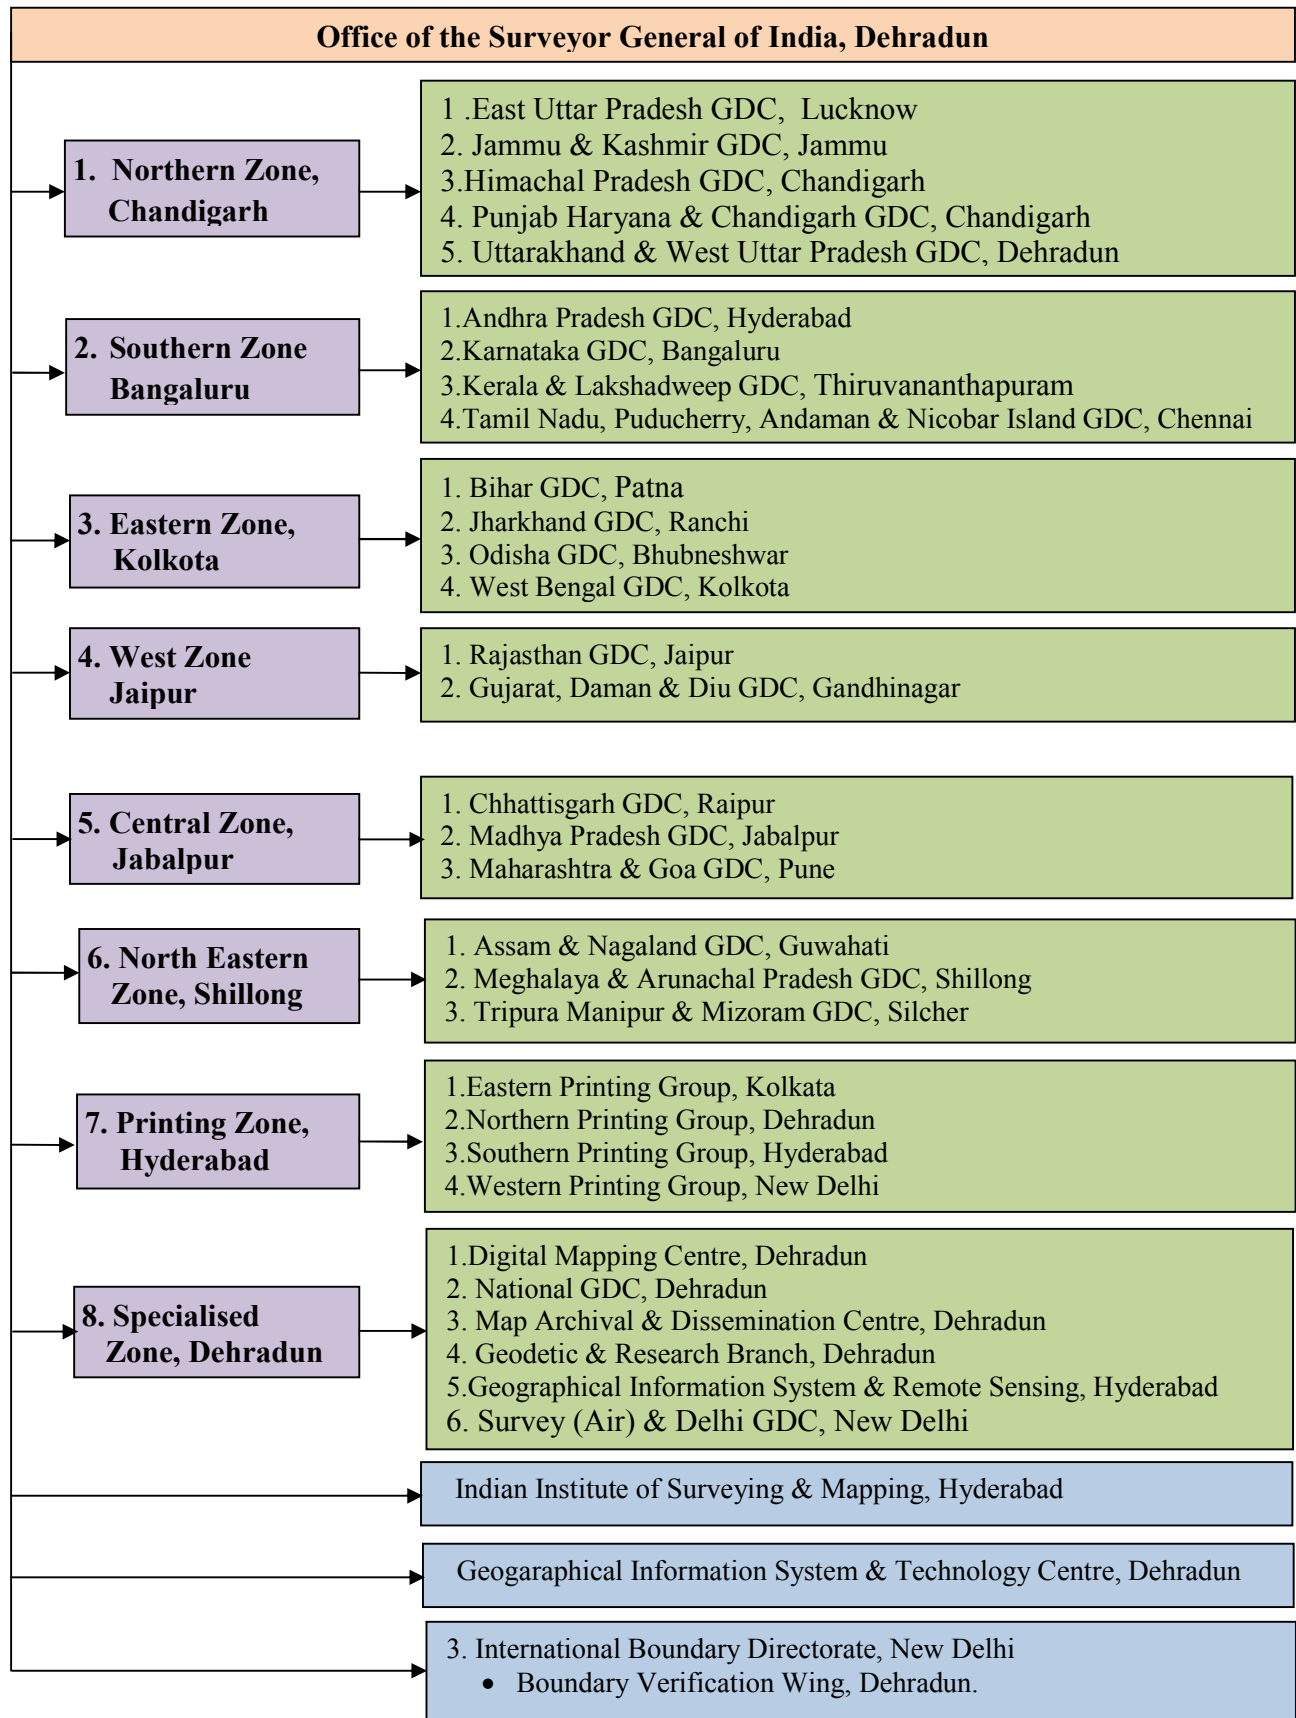 Office of the Surveyor General of India, Dehradun
1. Northern Zone,
Chandigarh
1 .East Uttar Pradesh GDC, Lucknow
2. Jammu & Kashmir GDC, Jammu
3.Himachal Pradesh GDC, Chandigarh
4. Punjab Haryana & Chandigarh GDC, Chandigarh
5. Uttarakhand & West Uttar Pradesh GDC, Dehradun
2. Southern Zone
Bangaluru
1.Andhra Pradesh GDC, Hyderabad
2.Karnataka GDC, Bangaluru
3.Kerala & Lakshadweep GDC, Thiruvananthapuram
4.Tamil Nadu, Puducherry, Andaman & Nicobar Island GDC, Chennai
3. Eastern Zone,
Kolkota
1. Bihar GDC, Patna
2. Jharkhand GDC, Ranchi
3. Odisha GDC, Bhubneshwar
4. West Bengal GDC, Kolkota
4. West Zone
Jaipur
1. Rajasthan GDC, Jaipur
2. Gujarat, Daman & Diu GDC, Gandhinagar
5. Central Zone,
Jabalpur
1. Chhattisgarh GDC, Raipur
2. Madhya Pradesh GDC, Jabalpur
3. Maharashtra & Goa GDC, Pune
6. North Eastern
Zone, Shillong
1. Assam & Nagaland GDC, Guwahati
2. Meghalaya & Arunachal Pradesh GDC, Shillong
3. Tripura Manipur & Mizoram GDC, Silcher
7. Printing Zone,
Hyderabad
1.Eastern Printing Group, Kolkata
2.Northern Printing Group, Dehradun
3.Southern Printing Group, Hyderabad
4.Western Printing Group, New Delhi
8. Specialised
Zone, Dehradun
1.Digital Mapping Centre, Dehradun
2. National GDC, Dehradun
3. Map Archival & Dissemination Centre, Dehradun
4. Geodetic & Research Branch, Dehradun
5.Geographical Information System & Remote Sensing, Hyderabad
6. Survey (Air) & Delhi GDC, New Delhi
Indian Institute of Surveying & Mapping, Hyderabad
Geogaraphical Information System & Technology Centre, Dehradun
3. International Boundary Directorate, New Delhi
• Boundary Verification Wing, Dehradun.